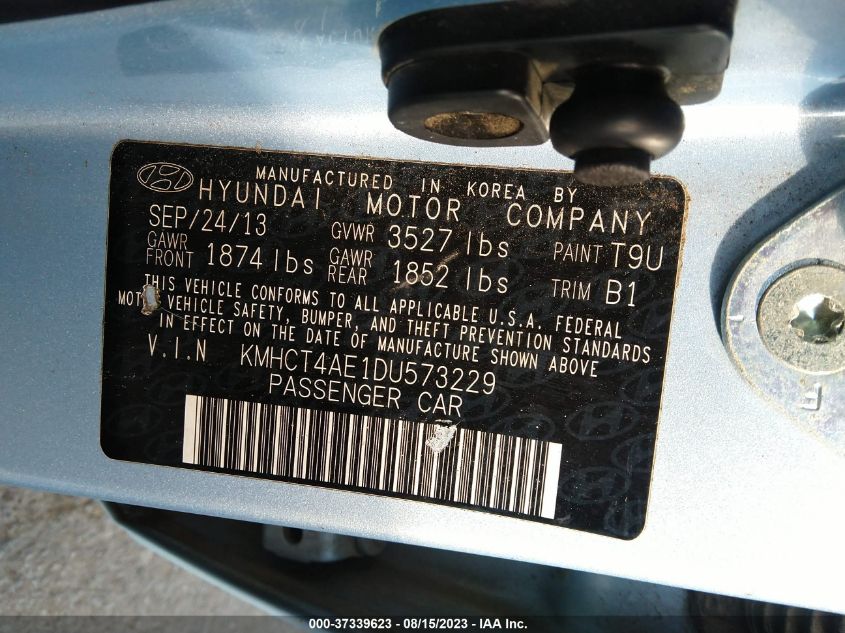 MANUFACTURED IN KOREA BY
HYUNDAI MOTOR COMPANY
SEP/24/13 GVWR 3527 lbs PAINT T9U
GAWR FRONT 1874 lbs GAWR REAR 1852 lbs TRIM B1
THIS VEHICLE CONFORMS TO ALL APPLICABLE U.S.A. FEDERAL
VEHICLE SAFETY, BUMPER, AND THEFT PREVENTION STANDARDS
IN EFFECT ON THE DATE OF MANUFACTURE SHOWN ABOVE
V.I.N KMHCT4AE1DU573229
PASSENGER CAR
F
000-37339623 - 08/15/2023 - IAA Inc.